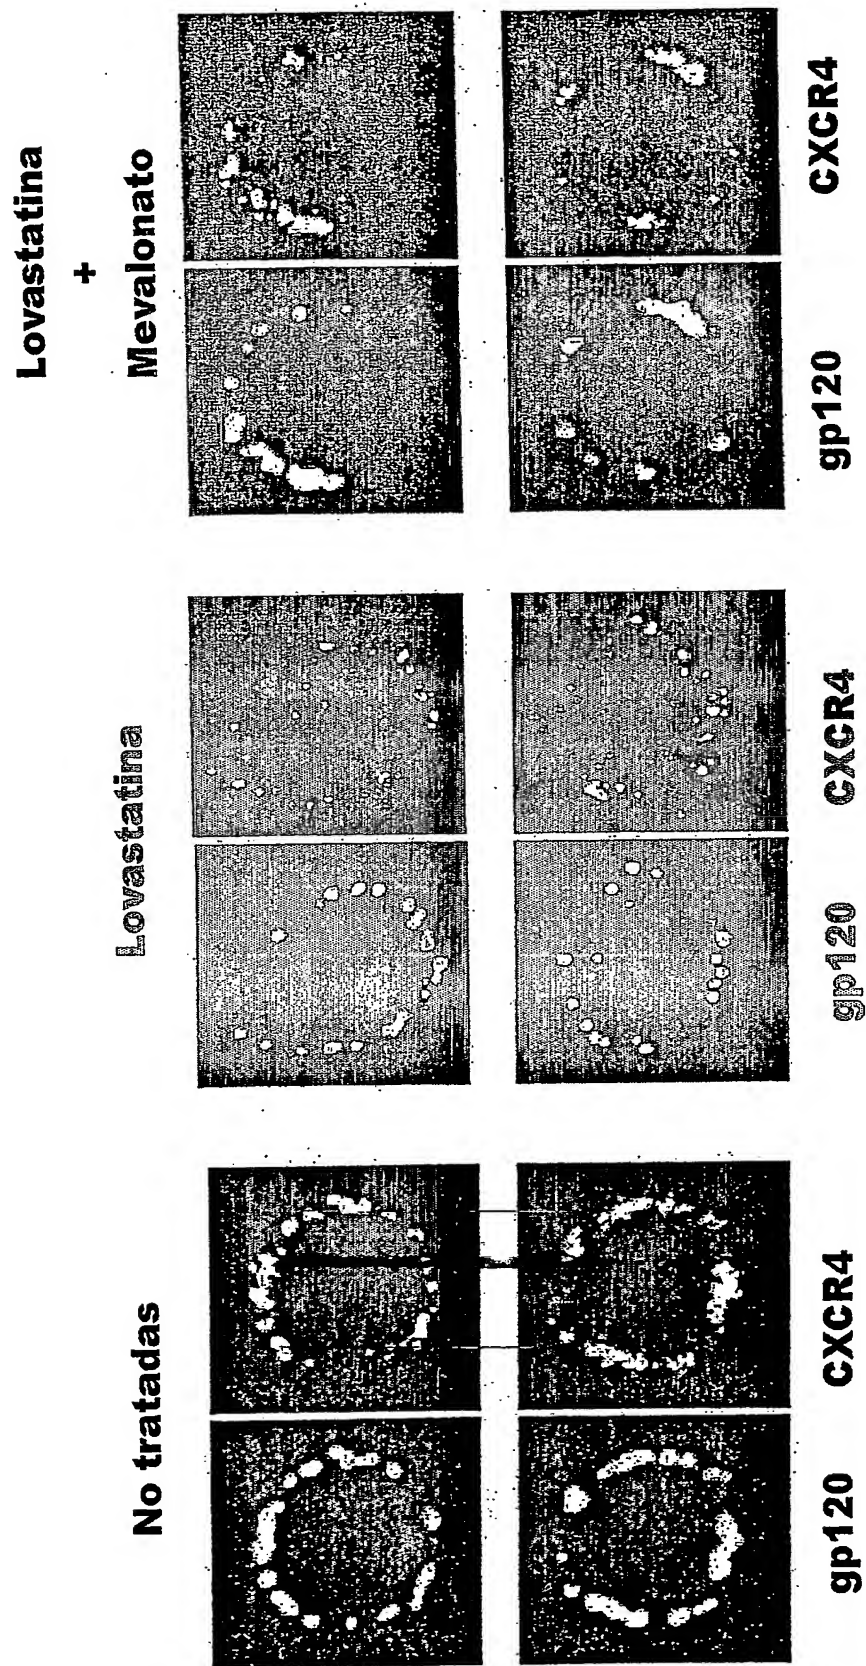 No tratadas
Lovastatina
Lovastatina
+
Mevalonato
gp120
CXCR4
gp120
CXCR4
gp120
CXCR4